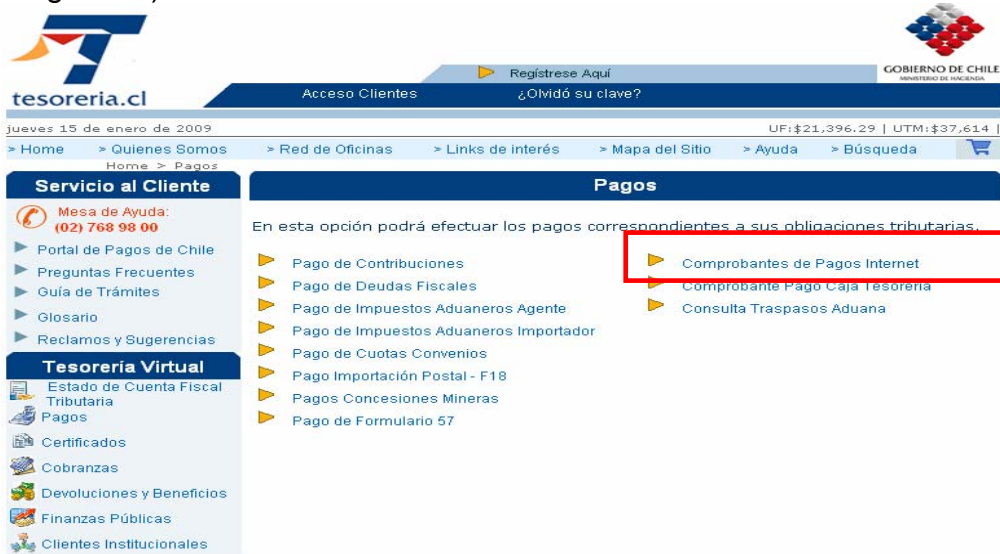 tesoreria.cl
Regístrese Aquí
GOBIERNO DE CHILE
MINISTERIO DE HACIENDA
Acceso Clientes ¿Olvidó su clave?
jueves 15 de enero de 2009 UF:$21,396.29 | UTM:$37,614 |
> Home > Quienes Somos > Red de Oficinas > Links de interés > Mapa del Sitio > Ayuda > Búsqueda
Home > Pagos
Servicio al Cliente
Mesa de Ayuda:
(02) 768 98 00
Portal de Pagos de Chile
Preguntas Frecuentes
Guía de Trámites
Glosario
Reclamos y Sugerencias
Tesorería Virtual
Estado de Cuenta Fiscal
Tributaria
Pagos
Certificados
Cobranzas
Devoluciones y Beneficios
Finanzas Públicas
Clientes Institucionales
Pagos
En esta opción podrá efectuar los pagos correspondientes a sus obligaciones tributarias.
Pago de Contribuciones
Pago de Deudas Fiscales
Pago de Impuestos Aduaneros Agente
Pago de Impuestos Aduaneros Importador
Pago de Cuotas Convenios
Pago Importación Postal - F18
Pagos Concesiones Mineras
Pago de Formulario 57
Comprobantes de Pagos Internet
Comprobante Pago Caja Tesorería
Consulta Traspasos Aduana